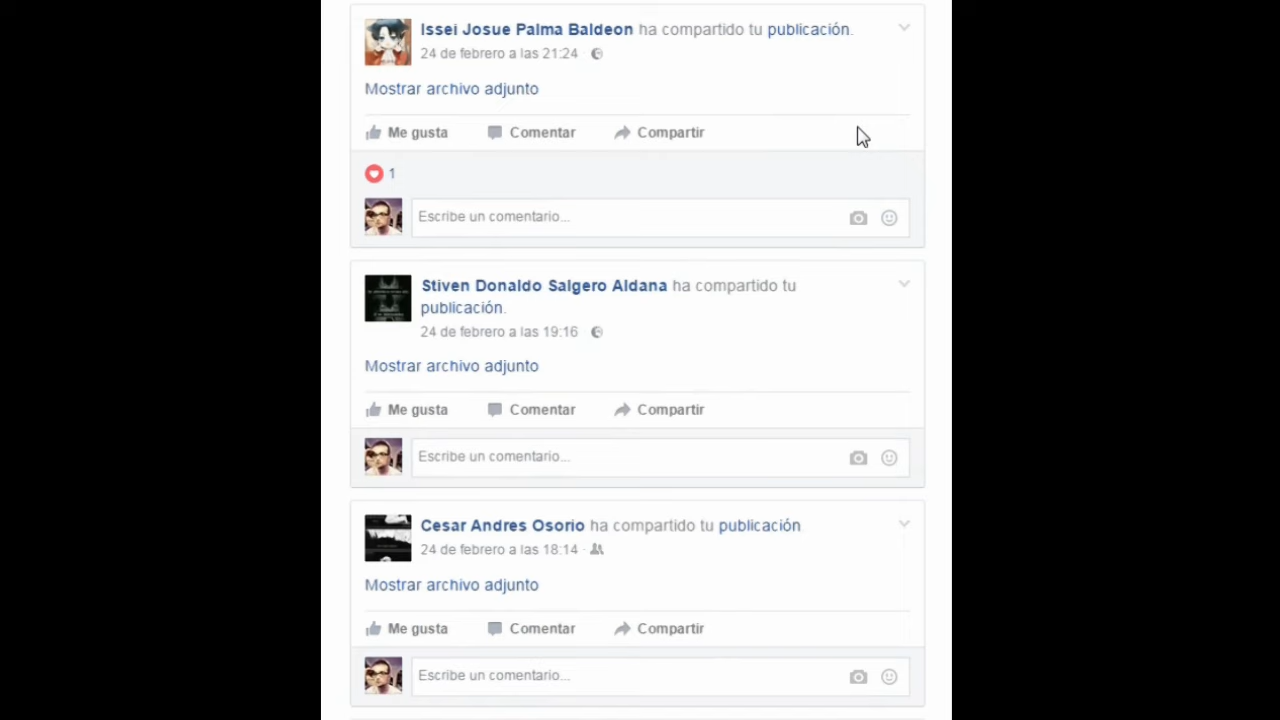 Issei Josue Palma Baldeon ha compartido tu publicación.
24 de febrero a las 21:24
Mostrar archivo adjunto
Me gusta Comentar Compartir
1
Escribe un comentario...
Stiven Donaldo Salgero Aldana ha compartido tu
publicación.
24 de febrero a las 19:16
Mostrar archivo adjunto
Me gusta Comentar Compartir
Escribe un comentario...
Cesar Andres Osorio ha compartido tu publicación
24 de febrero a las 18:14 ·
Mostrar archivo adjunto
Me gusta Comentar Compartir
Escribe un comentario...